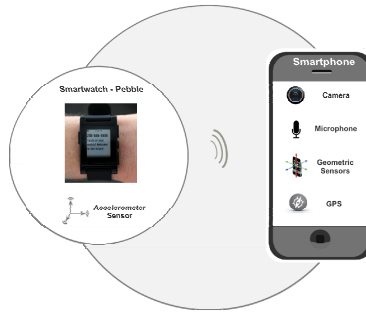 Smartphone
Smartwatch - Pebble
Camera
Microphone
Geometric
Sensors
Accelerometer
Sensor
GPS